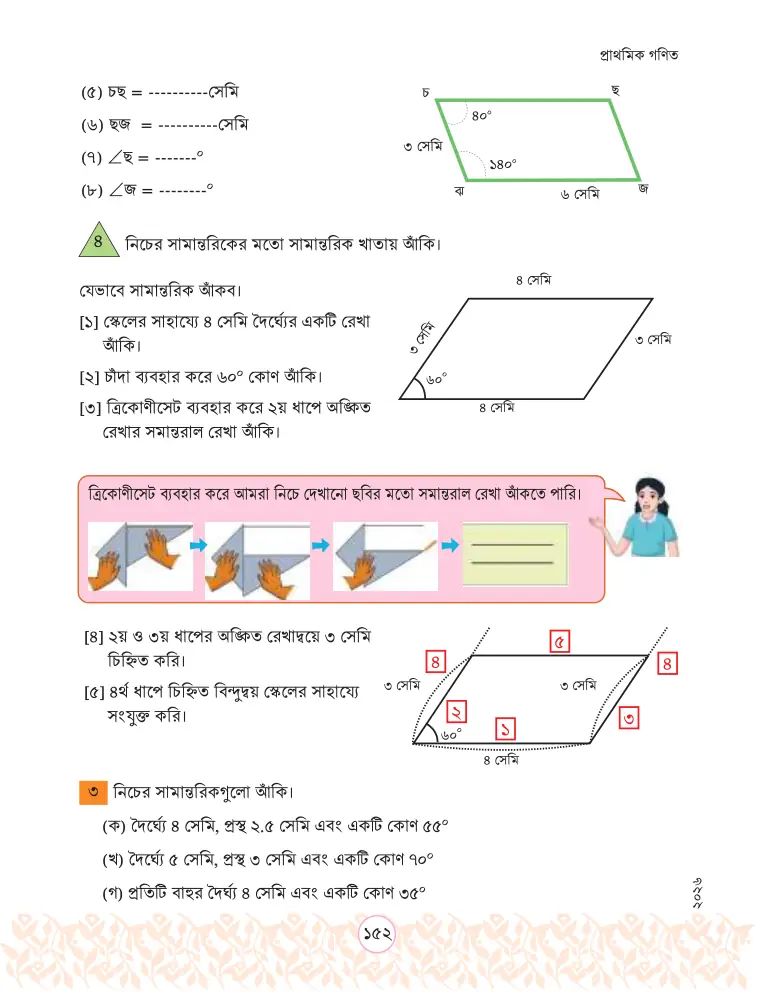 প্রাথমিক গণিত
(৫) চছ = ----------সেমি
(৬) ছজ = ----------সেমি
(৭) ∠ছ = -------°
(৮) ∠জ = --------°
চ
ছ
৪০°
৩ সেমি
১৪০°
ঝ
৬ সেমি
জ
৪ নিচের সামান্তরিকের মতো সামান্তরিক খাতায় আঁকি।
যেভাবে সামান্তরিক আঁকব।
[১] স্কেলের সাহায্যে ৪ সেমি দৈর্ঘ্যের একটি রেখা
আঁকি।
[২] চাঁদা ব্যবহার করে ৬০° কোণ আঁকি।
[৩] ত্রিকোণীসেট ব্যবহার করে ২য় ধাপে অঙ্কিত
রেখার সমান্তরাল রেখা আঁকি।
৪ সেমি
৩ সেমি
৩ সেমি
৬০°
৪ সেমি
ত্রিকোণীসেট ব্যবহার করে আমরা নিচে দেখানো ছবির মতো সমান্তরাল রেখা আঁকতে পারি।
[৪] ২য় ও ৩য় ধাপের অঙ্কিত রেখাদ্বয়ে ৩ সেমি
চিহ্নিত করি।
[৫] ৪র্থ ধাপে চিহ্নিত বিন্দুদ্বয় স্কেলের সাহায্যে
সংযুক্ত করি।
৫
৪
৪
৩ সেমি
৩ সেমি
২
৩
৬০°
১
৪ সেমি
৩ নিচের সামান্তরিকগুলো আঁকি।
(ক) দৈর্ঘ্যে ৪ সেমি, প্রস্থ ২.৫ সেমি এবং একটি কোণ ৫৫°
(খ) দৈর্ঘ্যে ৫ সেমি, প্রস্থ ৩ সেমি এবং একটি কোণ ৭০°
(গ) প্রতিটি বাহুর দৈর্ঘ্য ৪ সেমি এবং একটি কোণ ৩৫°
২০২৬
১৫২